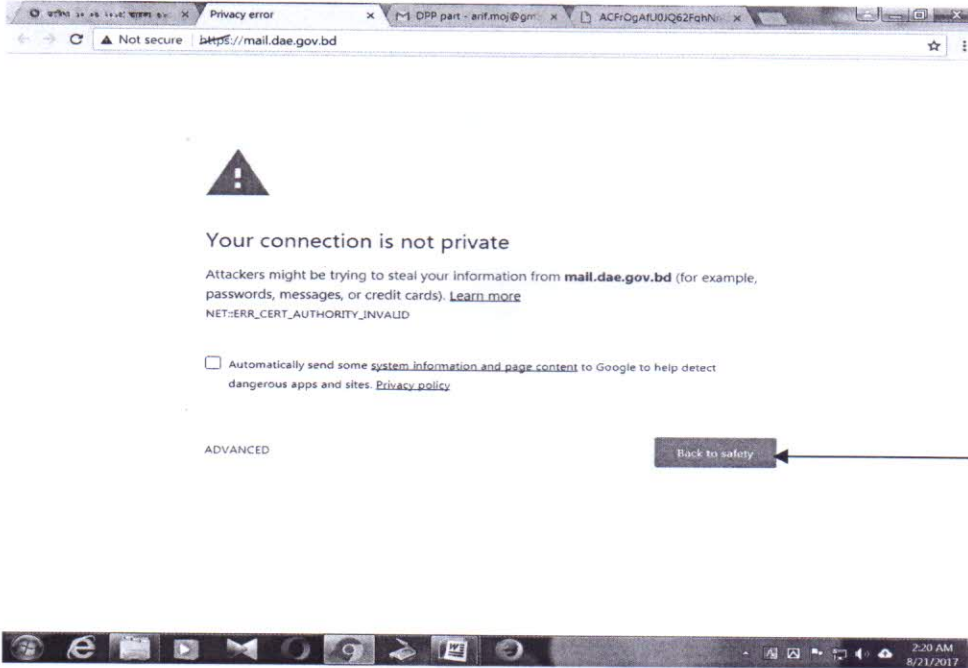 Privacy error
DPP part - arif.moj@gm
Not secure https://mail.dae.gov.bd
Your connection is not private
Attackers might be trying to steal your information from mail.dae.gov.bd (for example,
passwords, messages, or credit cards). Learn more
NET::ERR_CERT_AUTHORITY_INVALID
Automatically send some system information and page content to Google to help detect
dangerous apps and sites. Privacy policy
ADVANCED
Back to safety
2:20 AM
8/21/2017